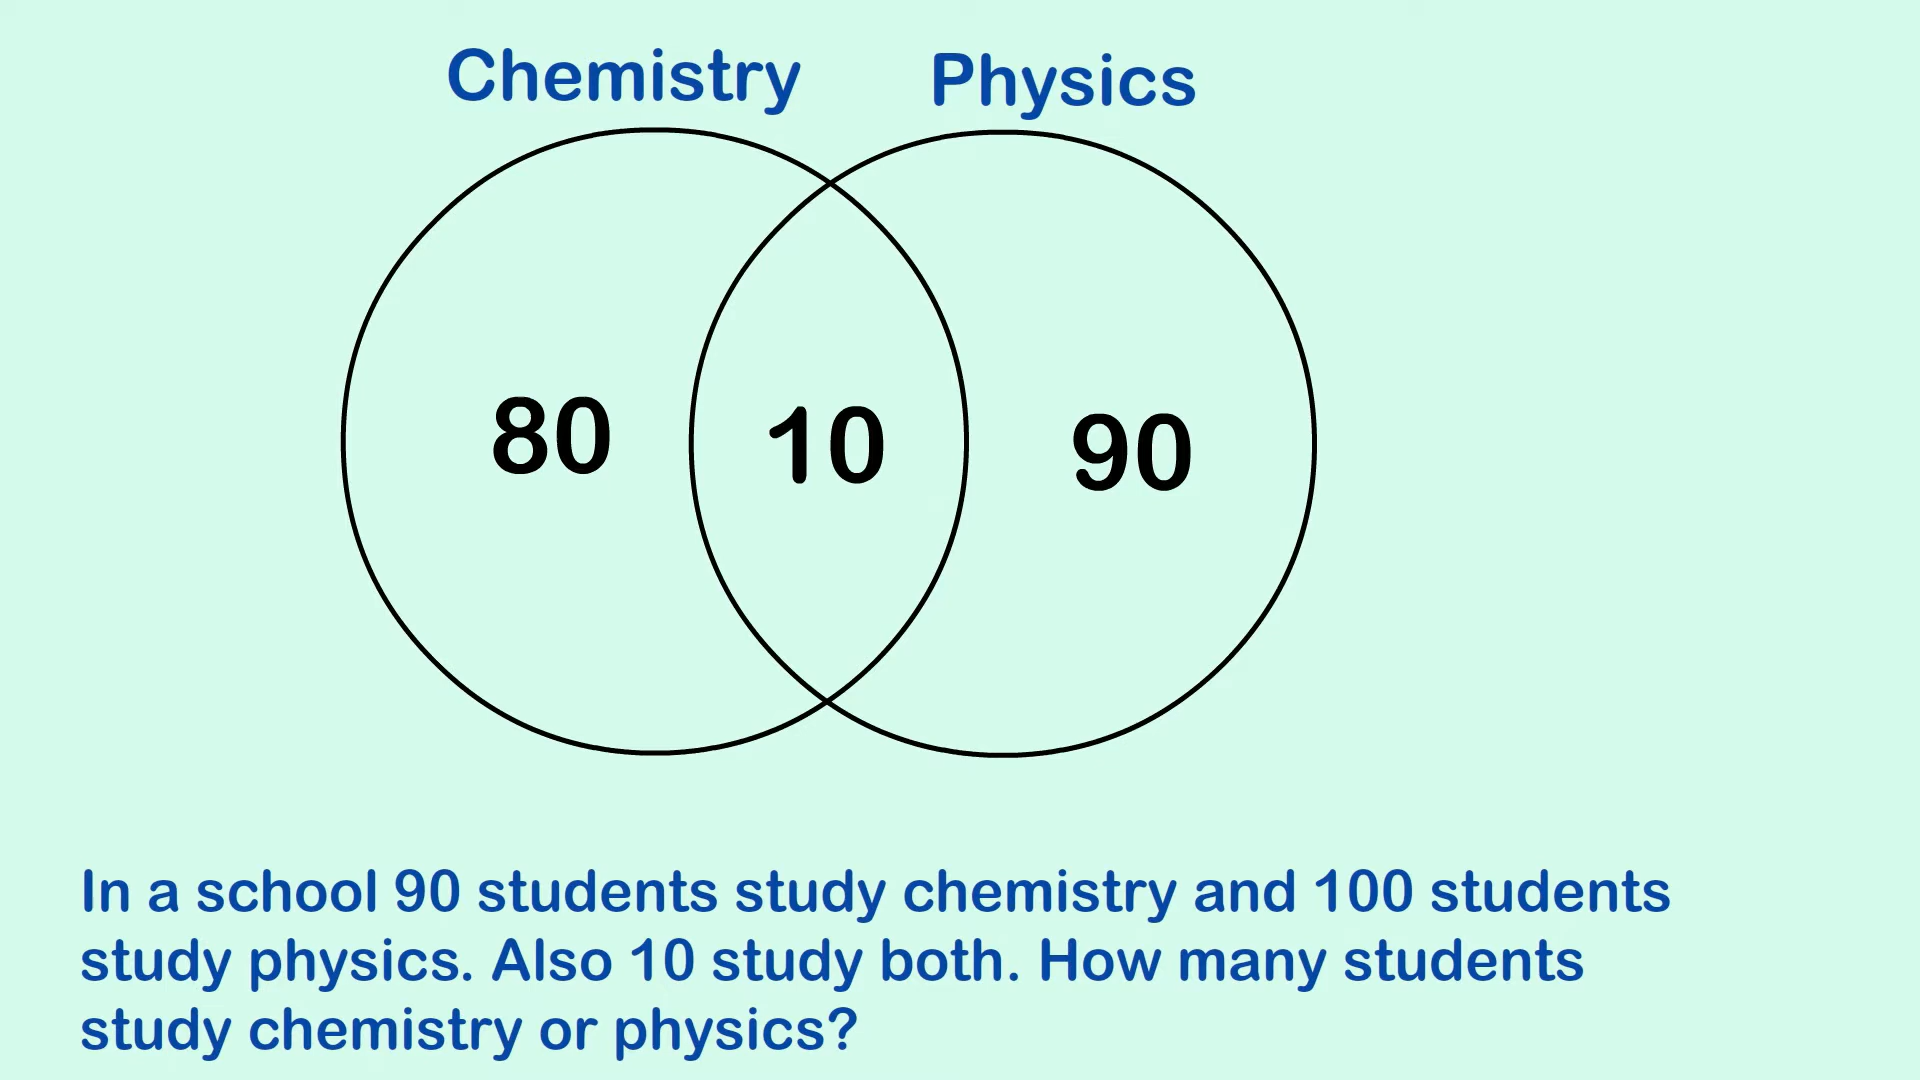 Chemistry Physics
80 10 90
In a school 90 students study chemistry and 100 students
study physics. Also 10 study both. How many students
study chemistry or physics?